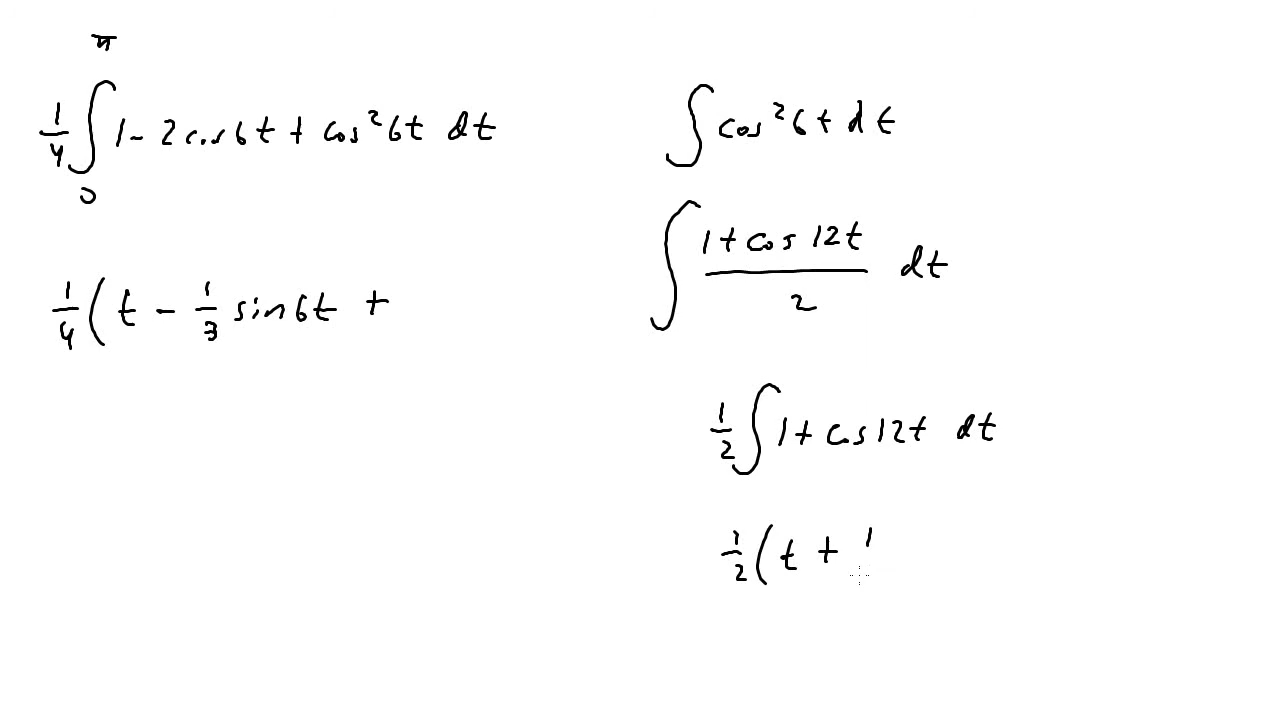 π
1/4 ∫ 1 - 2cos6t + cos²6t dt
0
1/4 ( t - 1/3 sin6t +
∫ cos²6t dt
∫ (1 + cos 12t)/2 dt
1/2 ∫ 1 + cos12t dt
1/2 ( t + 1